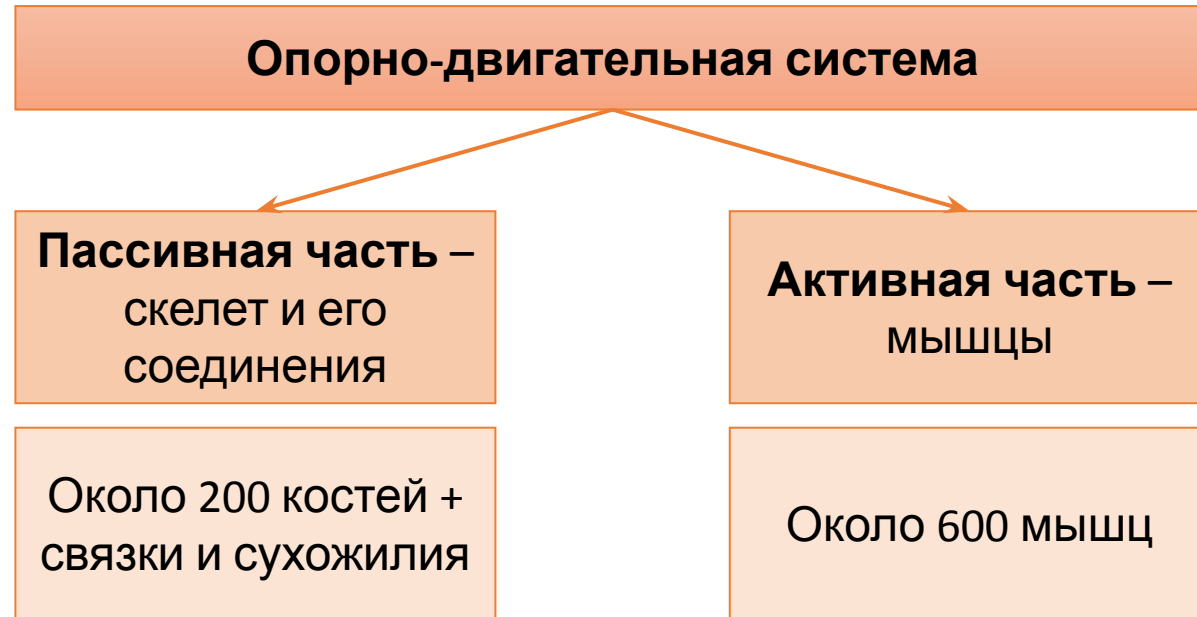 Опорно-двигательная система
Пассивная часть –
скелет и его
соединения
Активная часть –
мышцы
Около 200 костей +
связки и сухожилия
Около 600 мышц